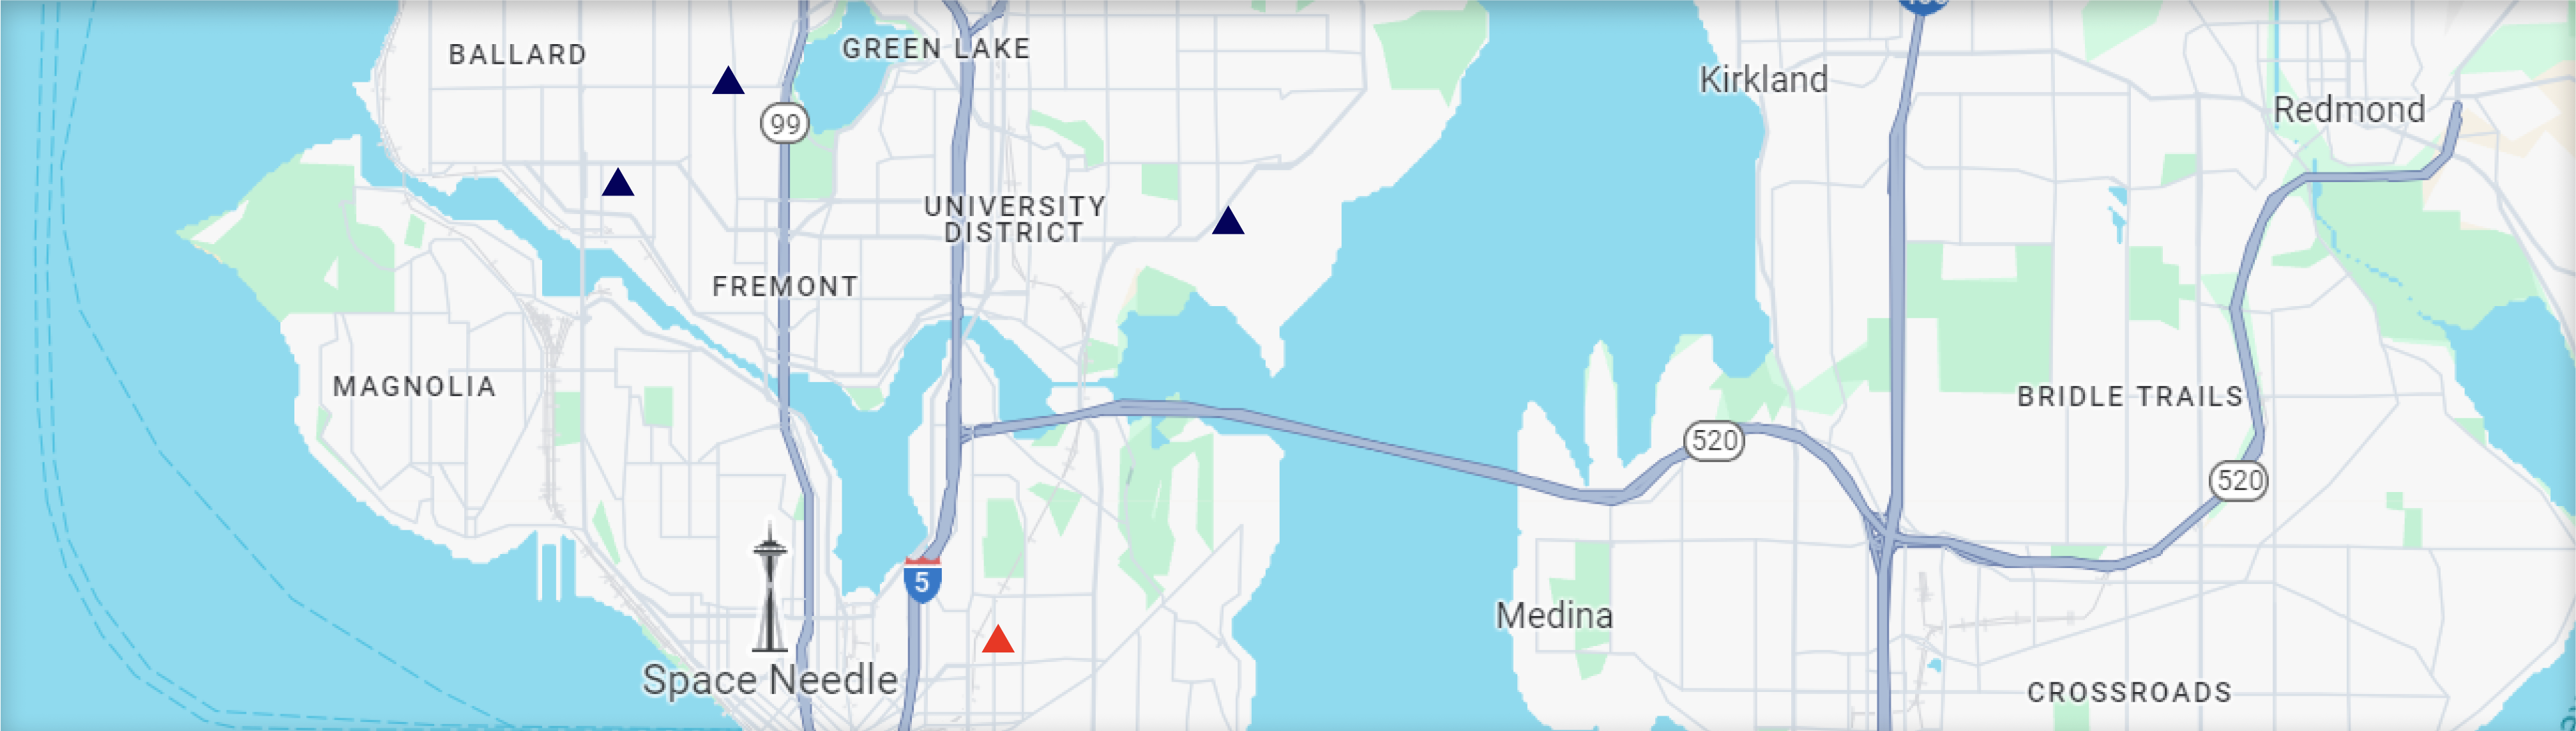 BALLARD
GREEN LAKE
99
Kirkland
Redmond
UNIVERSITY
DISTRICT
FREMONT
MAGNOLIA
BRIDLE TRAILS
520
520
5
Medina
Space Needle
CROSSROADS